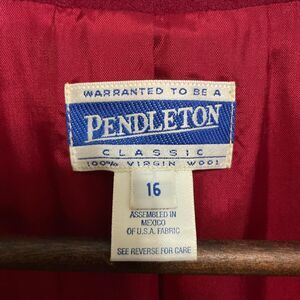 WARRANTED TO BE A
PENDLETON
CLASSIC
100% VIRGIN WOOL
16
ASSEMBLED IN
MEXICO
OF U.S.A. FABRIC
SEE REVERSE FOR CARE